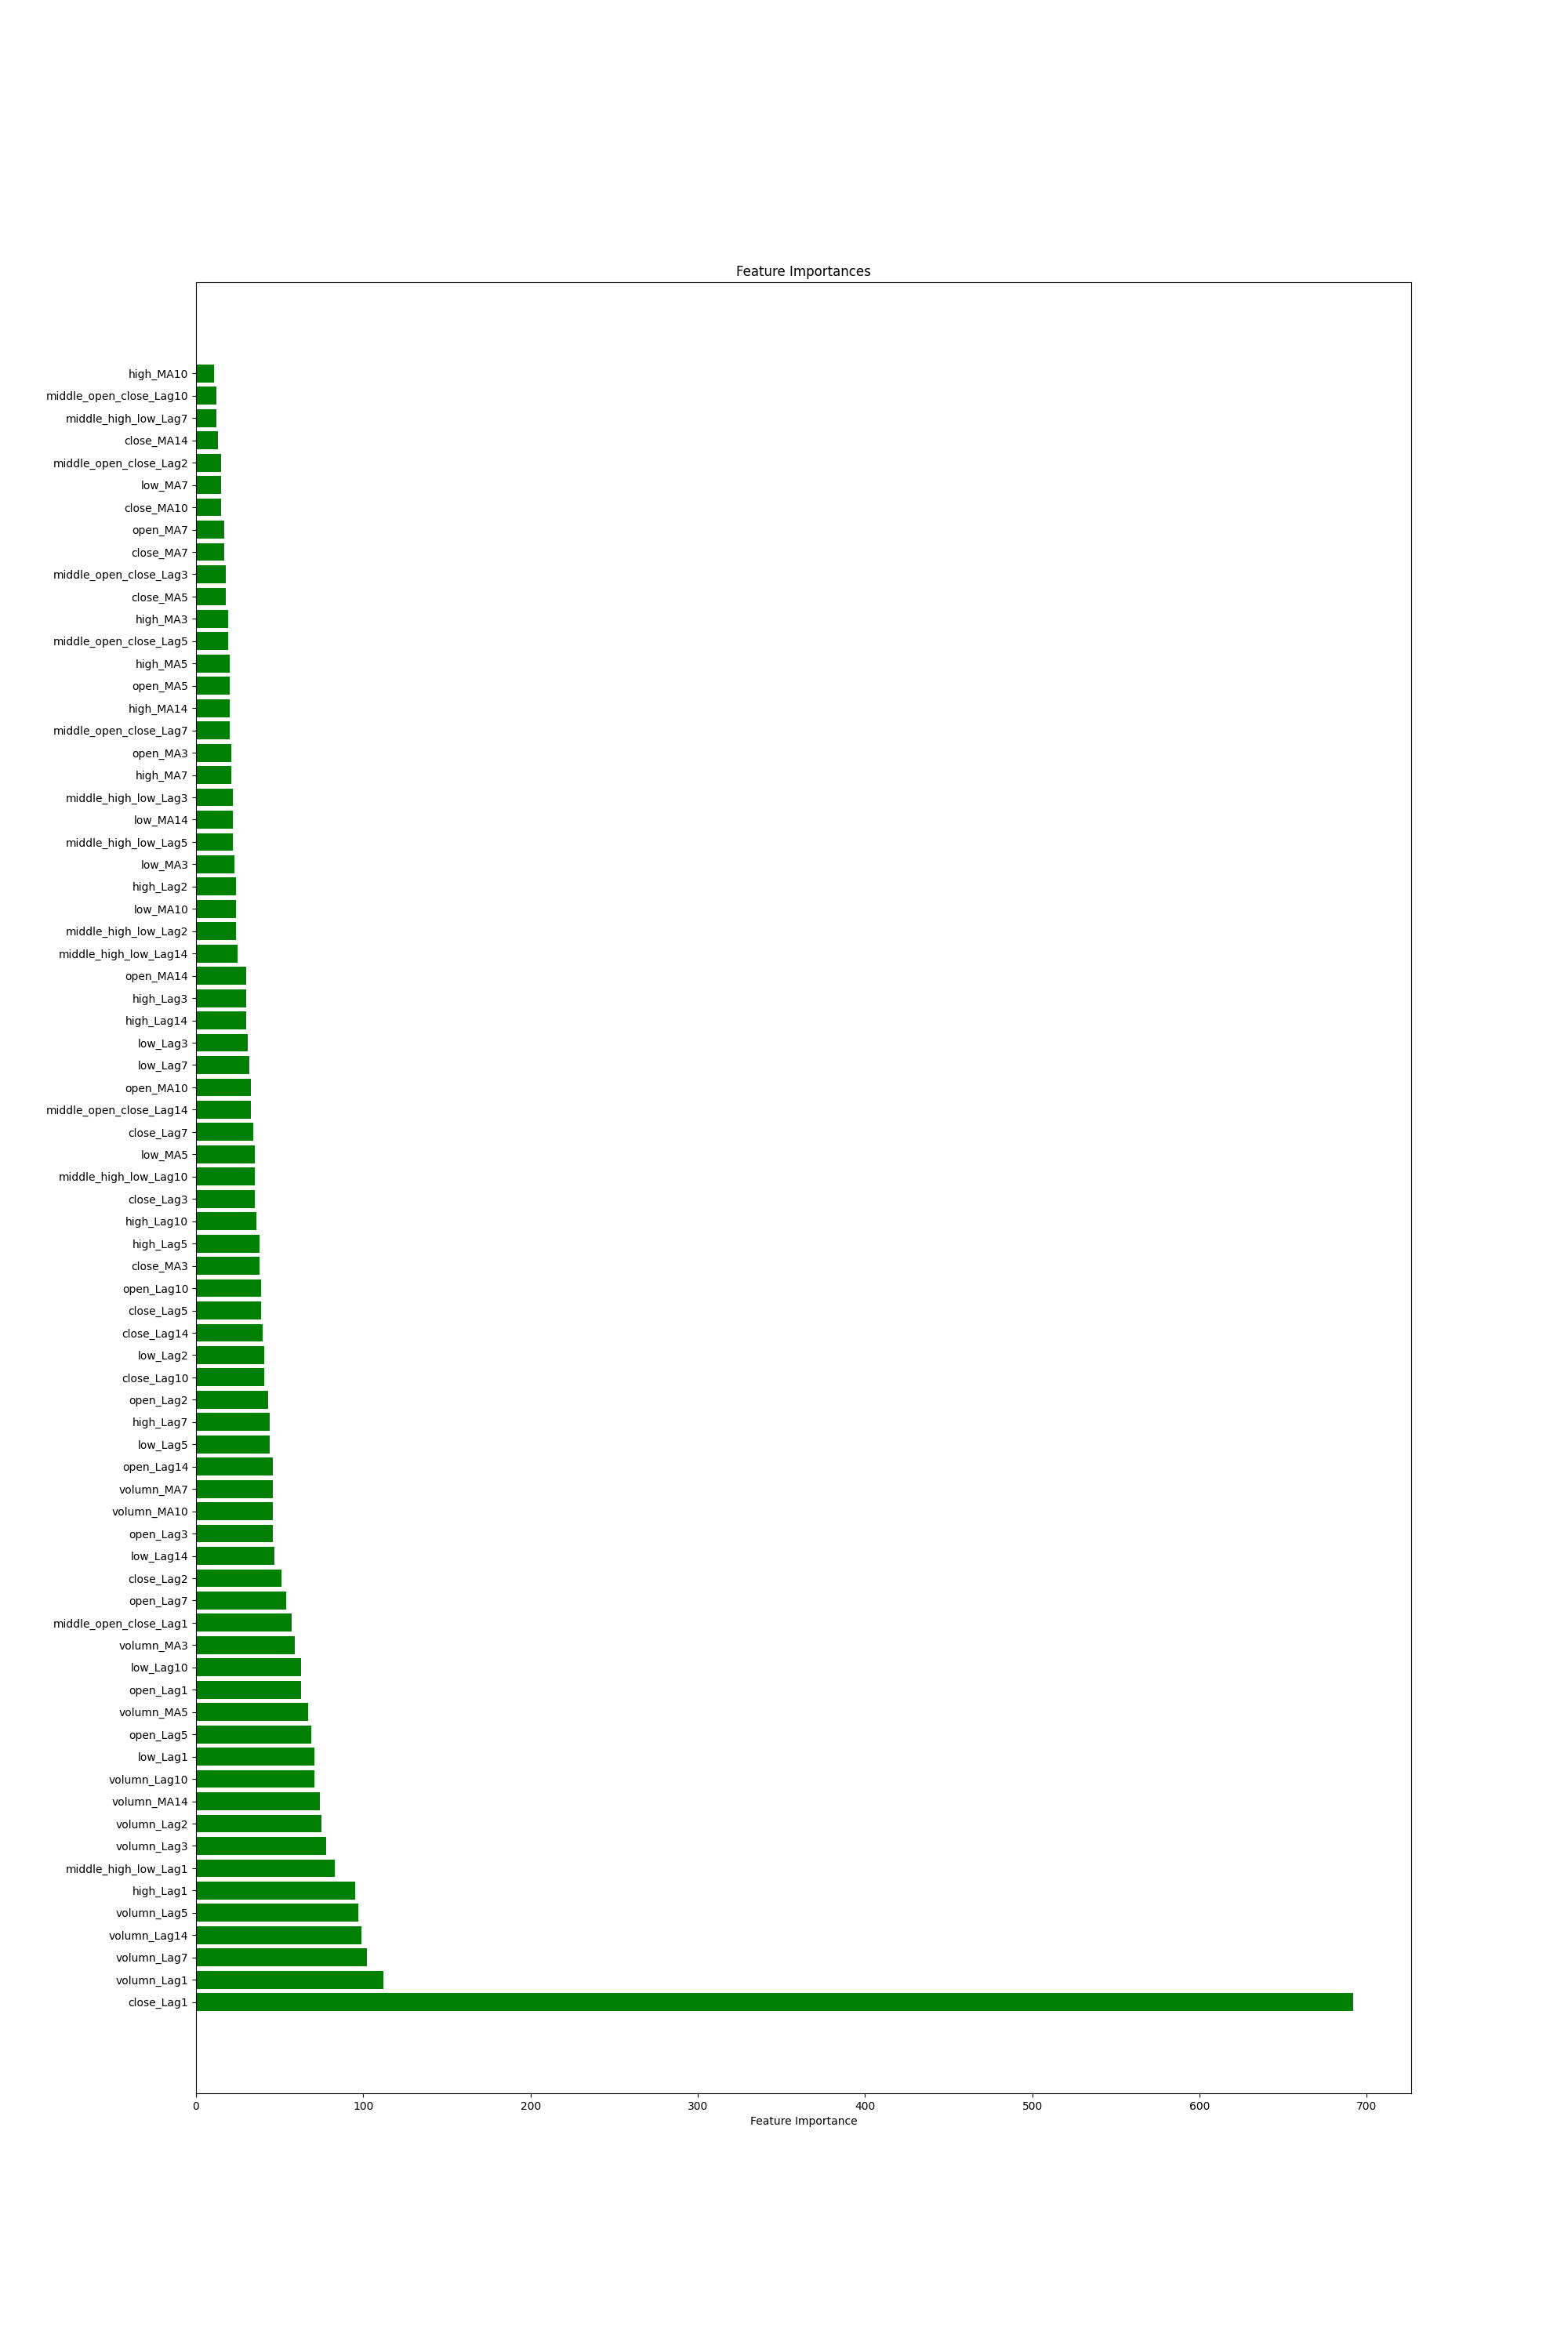 Feature Importances
high_MA10
middle_open_close_Lag10
middle_high_low_Lag7
close_MA14
middle_open_close_Lag2
low_MA7
close_MA10
open_MA7
close_MA7
middle_open_close_Lag3
close_MA5
high_MA3
middle_open_close_Lag5
high_MA5
open_MA5
high_MA14
middle_open_close_Lag7
open_MA3
high_MA7
middle_high_low_Lag3
low_MA14
middle_high_low_Lag5
low_MA3
high_Lag2
low_MA10
middle_high_low_Lag2
middle_high_low_Lag14
open_MA14
high_Lag3
high_Lag14
low_Lag3
low_Lag7
open_MA10
middle_open_close_Lag14
close_Lag7
low_MA5
middle_high_low_Lag10
close_Lag3
high_Lag10
high_Lag5
close_MA3
open_Lag10
close_Lag5
close_Lag14
low_Lag2
close_Lag10
open_Lag2
high_Lag7
low_Lag5
open_Lag14
volumn_MA7
volumn_MA10
open_Lag3
low_Lag14
close_Lag2
open_Lag7
middle_open_close_Lag1
volumn_MA3
low_Lag10
open_Lag1
volumn_MA5
open_Lag5
low_Lag1
volumn_Lag10
volumn_MA14
volumn_Lag2
volumn_Lag3
middle_high_low_Lag1
high_Lag1
volumn_Lag5
volumn_Lag14
volumn_Lag7
volumn_Lag1
close_Lag1
0 100 200 300 400 500 600 700
Feature Importance